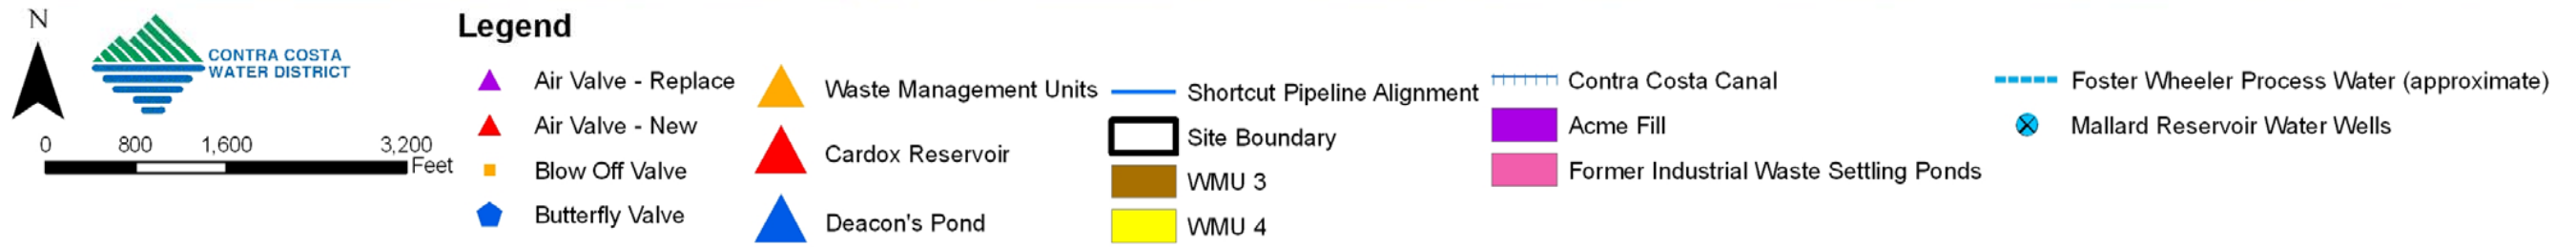 N
CONTRA COSTA
WATER DISTRICT
0 800 1,600 3,200
Feet
Legend
Air Valve - Replace
Air Valve - New
Blow Off Valve
Butterfly Valve
Waste Management Units
Cardox Reservoir
Deacon's Pond
Shortcut Pipeline Alignment
Site Boundary
WMU 3
WMU 4
Contra Costa Canal
Acme Fill
Former Industrial Waste Settling Ponds
Foster Wheeler Process Water (approximate)
Mallard Reservoir Water Wells